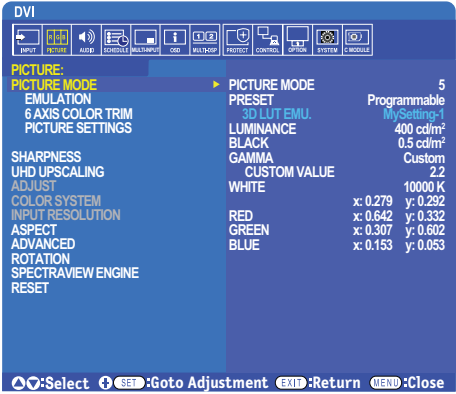 DVI
INPUT PICTURE AUDIO SCHEDULE MULTI-INPUT OSD MULTI-DSP PROTECT CONTROL OPTION SYSTEM C MODULE
PICTURE:
PICTURE MODE
EMULATION
6 AXIS COLOR TRIM
PICTURE SETTINGS
SHARPNESS
UHD UPSCALING
ADJUST
COLOR SYSTEM
INPUT RESOLUTION
ASPECT
ADVANCED
ROTATION
SPECTRAVIEW ENGINE
RESET
PICTURE MODE 5
PRESET Programmable
3D LUT EMU. MySetting-1
LUMINANCE 400 cd/m²
BLACK 0.5 cd/m²
GAMMA Custom
CUSTOM VALUE 2.2
WHITE 10000 K
x: 0.279 y: 0.292
RED x: 0.642 y: 0.332
GREEN x: 0.307 y: 0.602
BLUE x: 0.153 y: 0.053
:Select SET:Goto Adjustment EXIT:Return MENU:Close